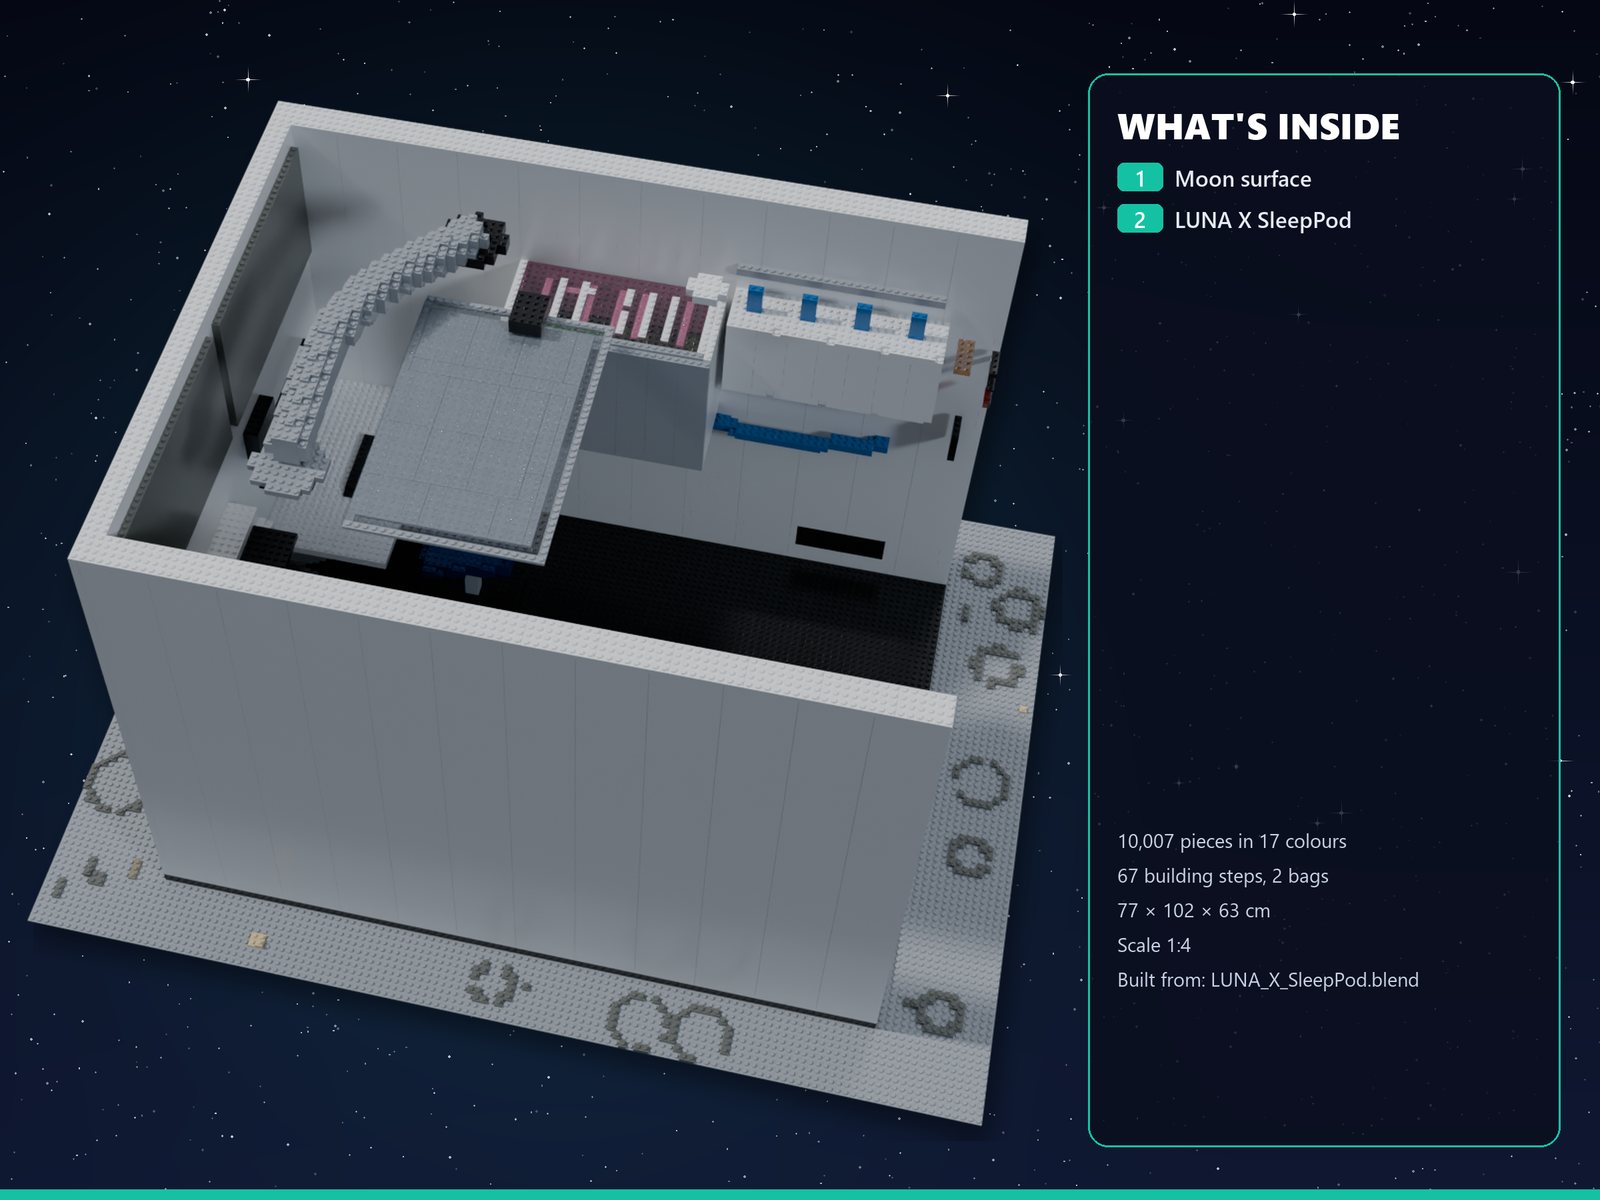 WHAT'S INSIDE
1 Moon surface
2 LUNA X SleepPod
10,007 pieces in 17 colours
67 building steps, 2 bags
77 × 102 × 63 cm
Scale 1:4
Built from: LUNA_X_SleepPod.blend